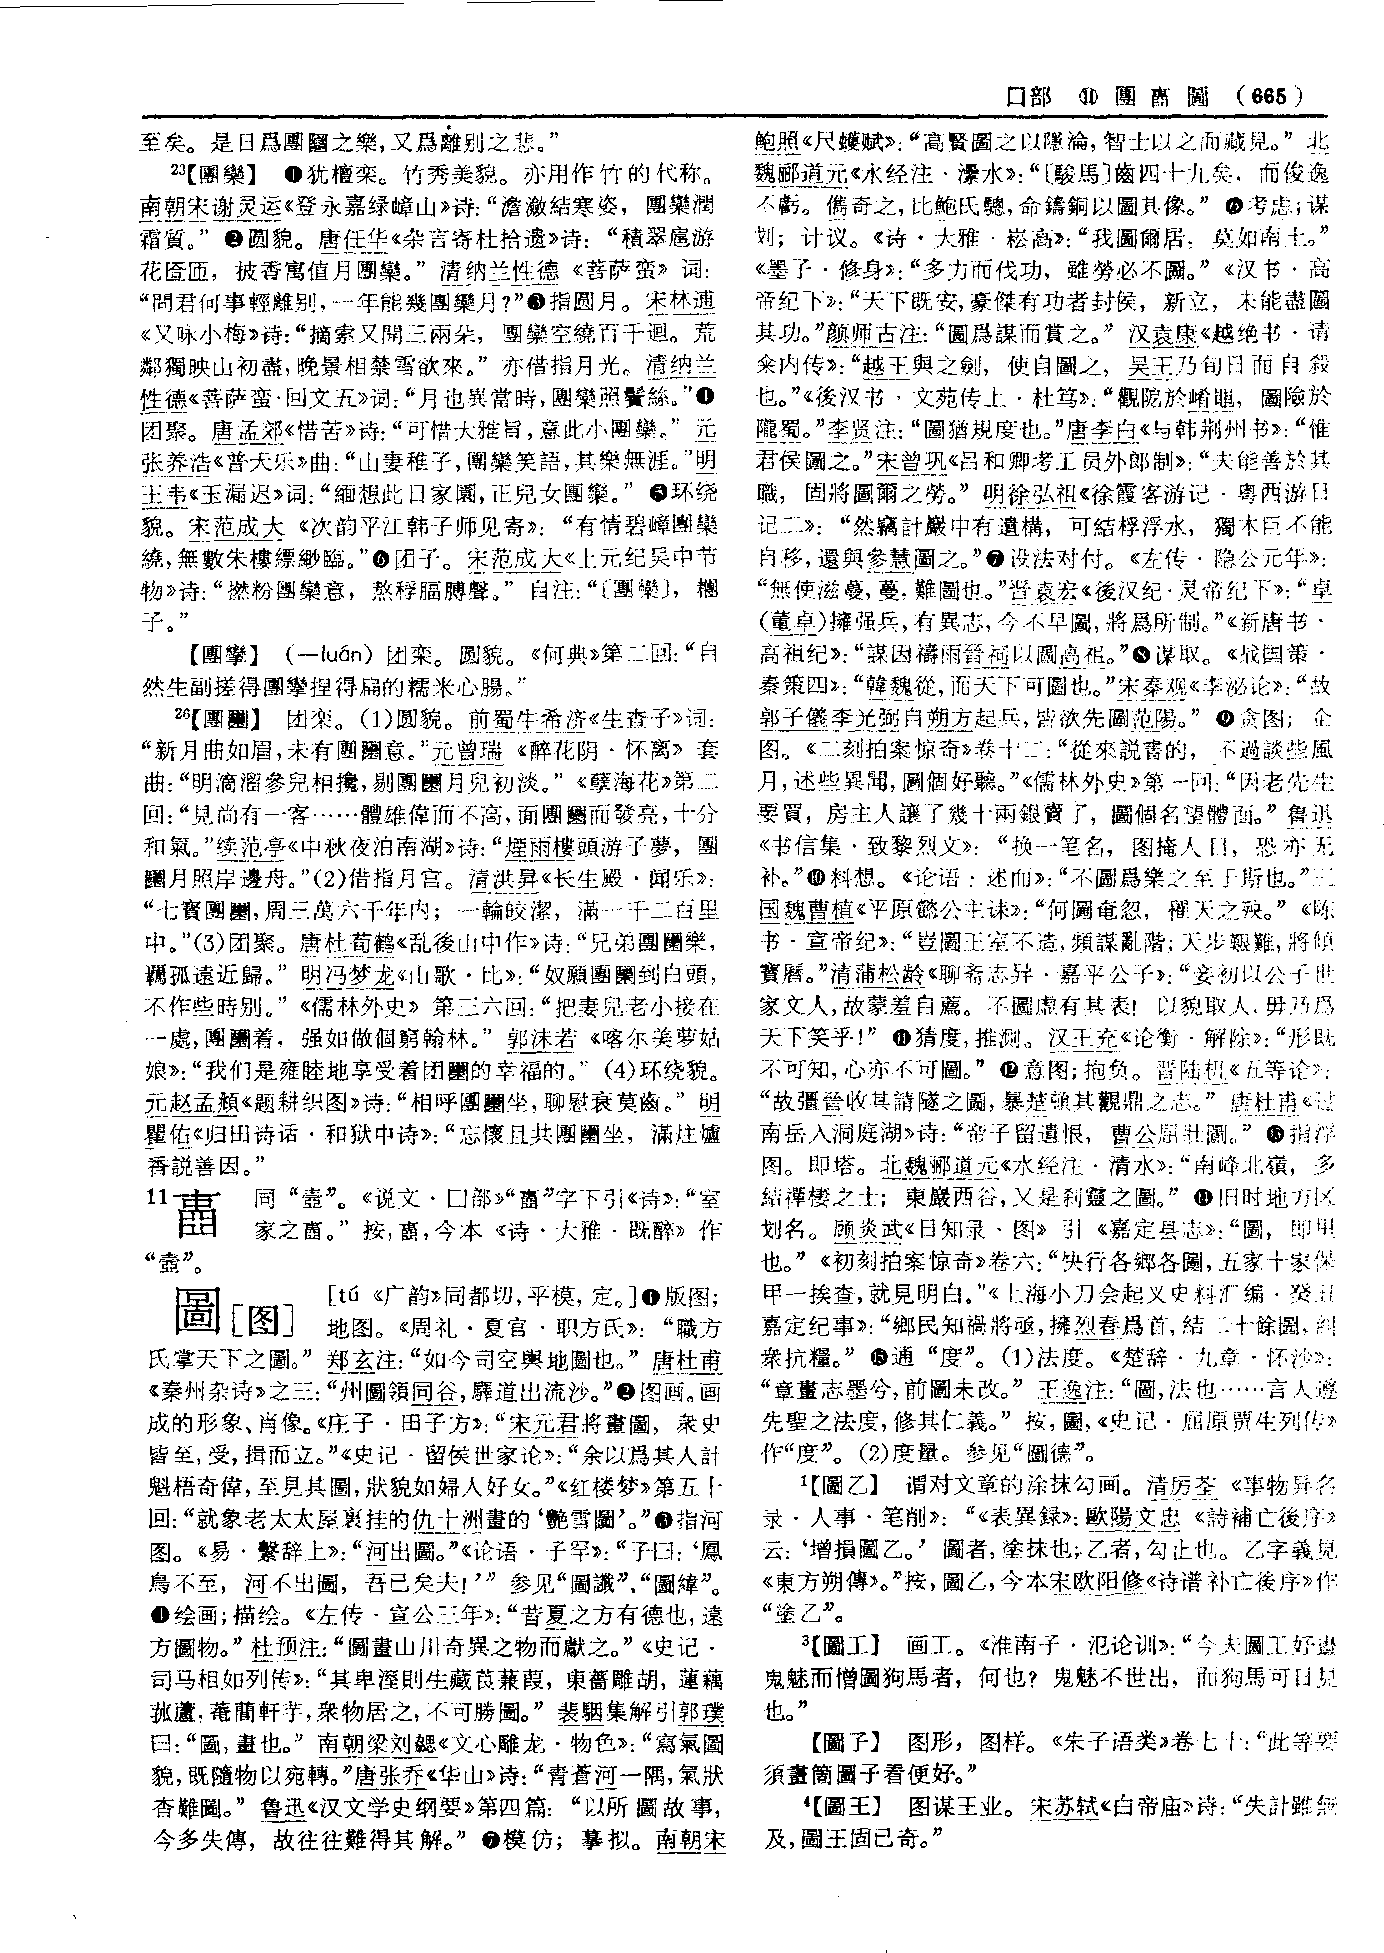 口部 ⑪ 團 𡈸 圖 （665）
至矣。是日爲團圞之樂，又爲離别之悲。”
23【團欒】 ❶犹檀栾。竹秀美貌。亦用作竹的代称。
南朝宋谢灵运《登永嘉绿嶂山》诗：“澹瀲結寒姿，團欒潤
霜質。” ❷圆貌。唐任华《杂言寄杜拾遗》诗：“積翠扈游
花匼匝，披香寓值月團欒。” 清纳兰性德《菩萨蛮》词：
“問君何事輕離别，一年能幾團欒月？”❸指圆月。宋林逋
《又咏小梅》诗：“摘索又開三兩朵，團欒空繞百千迴。荒
鄰獨映山初盡，晚景相禁雪欲來。” 亦借指月光。清纳兰
性德《菩萨蛮·回文五》词：“月也異當時，團欒照鬢絲。”❹
团聚。唐孟郊《惜苦》诗：“可惜大雅旨，意此小團欒。” 元
张养浩《普天乐》曲：“山妻稚子，團欒笑語，其樂無涯。”明
王韦《玉漏迟》词：“緬想此日家園，正兒女團欒。” ❺环绕
貌。宋范成大《次韵平江韩子师见寄》：“有情碧嶂團欒
繞，無數朱樓縹緲臨。”❻团子。宋范成大《上元纪吴中节
物》诗：“撚粉團欒意，熬稃腷膊聲。” 自注：“〔團欒〕，糰
子。”
【團孿】（—luán）团栾。圆貌。《何典》第二回：“自
然生副搓得團孿捏得扁的糯米心腸。”
26【團圞】 团栾。(1)圆貌。前蜀牛希济《生查子》词：
“新月曲如眉，未有團圞意。”元曾瑞《醉花阴·怀离》套
曲：“明滴溜參兒相攙，剔團圞月兒初淡。” 《孽海花》第二
回：“見尚有一客……體雄偉而不高，面團圞而發亮，十分
和氣。”续范亭《中秋夜泊南湖》诗：“煙雨樓頭游子夢，團
圞月照岸邊舟。”(2)借指月宫。清洪昇《长生殿·闻乐》：
“七寳團圞，周三萬六千年内；一輪皎潔，滿一千二百里
中。”(3)团聚。唐杜荀鹤《乱後山中作》诗：“兄弟團圞樂，
羈孤遠近歸。” 明冯梦龙《山歌·比》：“奴願團圞到白頭，
不作些時别。” 《儒林外史》第三六回：“把妻兒老小接在
一處，團圞着，强如做個窮翰林。” 郭沫若《喀尔美萝姑
娘》：“我们是雍睦地享受着团圞的幸福的。” (4)环绕貌。
元赵孟頫《题耕织图》诗：“相呼團圞坐，聊慰衰莫齒。” 明
瞿佑《归田诗话·和狱中诗》：“忘懷且共團圞坐，滿炷爐
香説善因。”
11 𡈸 同“壼”。《说文·囗部》“𡈸”字下引《诗》：“室
家之𡈸。” 按，𡈸，今本《诗·大雅·既醉》作
“壼”。
圖［图］ ［tú 《广韵》同都切，平模，定。］❶版图；
地图。《周礼·夏官·职方氏》：“職方
氏掌天下之圖。” 郑玄注：“如今司空輿地圖也。” 唐杜甫
《秦州杂诗》之三：“州圖領同谷，驛道出流沙。”❷图画。画
成的形象、肖像。《庄子·田子方》：“宋元君將畫圖，衆史
皆至，受，揖而立。”《史记·留侯世家论》：“余以爲其人計
魁梧奇偉，至見其圖，狀貌如婦人好女。”《红楼梦》第五十
回：“就象老太太屋裏挂的仇十洲畫的‘艷雪圖’。”❸指河
图。《易·繫辞上》：“河出圖。”《论语·子罕》：“子曰：‘鳳
鳥不至，河不出圖，吾已矣夫！’” 参见“圖讖”、“圖緯”。
❹绘画；描绘。《左传·宣公三年》：“昔夏之方有德也，遠
方圖物。” 杜预注：“圖畫山川奇異之物而獻之。”《史记·
司马相如列传》：“其卑溼則生藏莨蒹葭，東薔雕胡，蓮藕
菰蘆，菴䕡軒芋，衆物居之，不可勝圖。” 裴駰集解引郭璞
曰：“圖，畫也。” 南朝梁刘勰《文心雕龙·物色》：“寫氣圖
貌，既隨物以宛轉。”唐张乔《华山》诗：“青蒼河一隅，氣狀
杳難圖。” 鲁迅《汉文学史纲要》第四篇：“以所圖故事，
今多失傳，故往往難得其解。” ❺模仿；摹拟。南朝宋
鲍照《尺蠖赋》：“高賢圖之以隱淪，智士以之而藏見。” 北
魏郦道元《水经注·㶟水》：“〔駿馬〕齒四十九矣，而俊逸
不虧。儁奇之，比鮑氏驄，命鑄銅以圖其像。” ❻考虑；谋
划；计议。《诗·大雅·崧高》：“我圖爾居，莫如南土。”
《墨子·修身》：“多力而伐功，雖勞必不圖。”《汉书·高
帝纪下》：“天下既安，豪傑有功者封侯，新立，未能盡圖
其功。”颜师古注：“圖爲謀而賞之。” 汉袁康《越绝书·请
籴内传》：“越王與之劍，使自圖之，吴王乃旬日而自殺
也。”《後汉书·文苑传上·杜笃》：“觀阸於崤黽，圖險於
隴蜀。”李贤注：“圖猶規度也。”唐李白《与韩荆州书》：“惟
君侯圖之。”宋曾巩《吕和卿考工员外郎制》：“夫能善於其
職，固將圖爾之勞。” 明徐弘祖《徐霞客游记·粤西游日
记二》：“然竊計巖中有遺構，可結桴浮水，獨木臣不能
自移，還與參慧圖之。”❼设法对付。《左传·隐公元年》：
“無使滋蔓，蔓，難圖也。”晋袁宏《後汉纪·灵帝纪下》：“卓
(董卓)擁强兵，有異志，今不早圖，將爲所制。”《新唐书·
高祖纪》：“謀因禱雨晉祠以圖高祖。”❽谋取。《战国策·
秦策四》：“韓魏從，而天下可圖也。”宋秦观《李泌论》：“故
郭子儀李光弼自朔方起兵，皆欲先圖范陽。” ❾贪图；企
图。《二刻拍案惊奇》卷十二：“從來説書的，不過談些風
月，述些異聞，圖個好聽。”《儒林外史》第一回：“因老先生
要買，房主人讓了幾十兩銀賣了，圖個名望體面。” 鲁迅
《书信集·致黎烈文》：“换一笔名，图掩人目，恐亦无
补。”❿料想。《论语·述而》：“不圖爲樂之至于斯也。”三
国魏曹植《平原懿公主诔》：“何圖奄忽，罹天之殃。” 《陈
书·宣帝纪》：“豈圖王室不造，頻謀亂階；天步艱難，將傾
寶曆。”清蒲松龄《聊斋志异·嘉平公子》：“妾初以公子世
家文人，故蒙羞自薦。不圖虚有其表！以貌取人，毋乃爲
天下笑乎！” ⓫猜度，推测。汉王充《论衡·解除》：“形既
不可知，心亦不可圖。” ⓬意图；抱负。晋陆机《五等论》：
“故彊晉收其請隧之圖，暴楚頓其觀鼎之志。” 唐杜甫《过
南岳入洞庭湖》诗：“帝子留遺恨，曹公屈壯圖。” ⓭指浮
图。即塔。北魏郦道元《水经注·清水》：“南峰北嶺，多
結禪棲之士；東巖西谷，又是刹靈之圖。” ⓮旧时地方区
划名。顾炎武《日知录·图》引《嘉定县志》：“圖，即里
也。” 《初刻拍案惊奇》卷六：“快行各鄉各圖，五家十家保
甲一挨查，就見明白。”《上海小刀会起义史料汇编·癸丑
嘉定纪事》：“鄉民知禍將亟，擁烈春爲首，結二十餘圖，糾
衆抗糧。” ⓯通“度”。(1)法度。《楚辞·九章·怀沙》：
“章畫志墨兮，前圖未改。” 王逸注：“圖，法也……言人遵
先聖之法度，修其仁義。” 按，圖，《史记·屈原贾生列传》
作“度”。(2)度量。参见“圖德”。
1【圖乙】 谓对文章的涂抹勾画。清厉荃《事物异名
录·人事·笔削》：“《表異録》：歐陽文忠《詩補亡後序》
云：‘增損圖乙。’ 圖者，塗抹也；乙者，勾止也。乙字義見
《東方朔傳》。”按，圖乙，今本宋欧阳修《诗谱补亡後序》作
“塗乙”。
3【圖工】 画工。《淮南子·氾论训》：“今夫圖工好畫
鬼魅而憎圖狗馬者，何也？鬼魅不世出，而狗馬可日見
也。”
【圖子】 图形，图样。《朱子语类》卷七十：“此等要
須畫箇圖子看便好。”
4【圖王】 图谋王业。宋苏轼《白帝庙》诗：“失計雖無
及，圖王固已奇。”